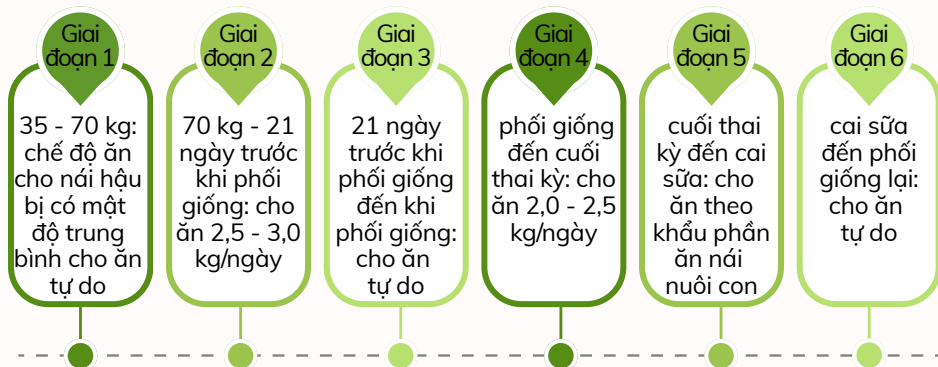 Giai
đoạn 1
35 - 70 kg:
chế độ ăn
cho nái hậu
bị có mật
độ trung
bình cho ăn
tự do
Giai
đoạn 2
70 kg - 21
ngày trước
khi phối
giống: cho
ăn 2,5 - 3,0
kg/ngày
Giai
đoạn 3
21 ngày
trước khi
phối giống
đến khi
phối giống:
cho ăn
tự do
Giai
đoạn 4
phối giống
đến cuối
thai kỳ: cho
ăn 2,0 - 2,5
kg/ngày
Giai
đoạn 5
cuối thai
kỳ đến cai
sữa: cho
ăn theo
khẩu phần
ăn nái
nuôi con
Giai
đoạn 6
cai sữa
đến phối
giống lại:
cho ăn
tự do